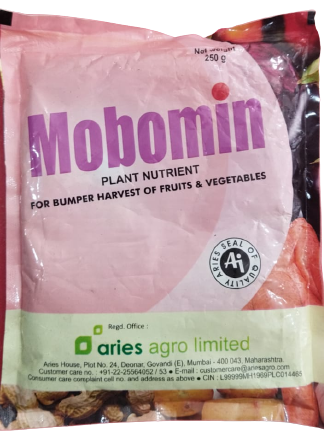 Net Weight
250 g
Mobomin
PLANT NUTRIENT
FOR BUMPER HARVEST OF FRUITS & VEGETABLES
ARIES SEAL OF QUALITY
Ai
Regd. Office :
aries agro limited
Aries House, Plot No. 24, Deonar, Govandi (E), Mumbai - 400 043, Maharashtra.
Customer care no. : +91-22-25564052 / 53 ● E-mail : customercare@ariesagro.com
Consumer care complaint cell no. and address as above ● CIN : L99999MH1969PLC014465